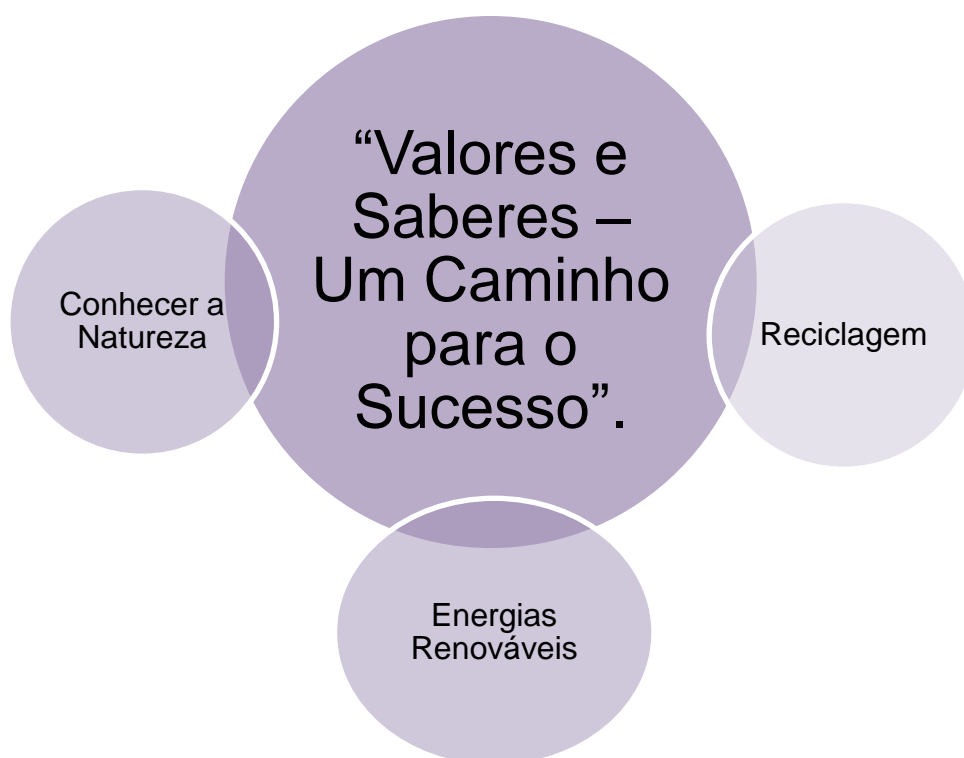 “Valores e
Saberes –
Um Caminho
para o
Sucesso”.
Conhecer a
Natureza
Reciclagem
Energias
Renováveis